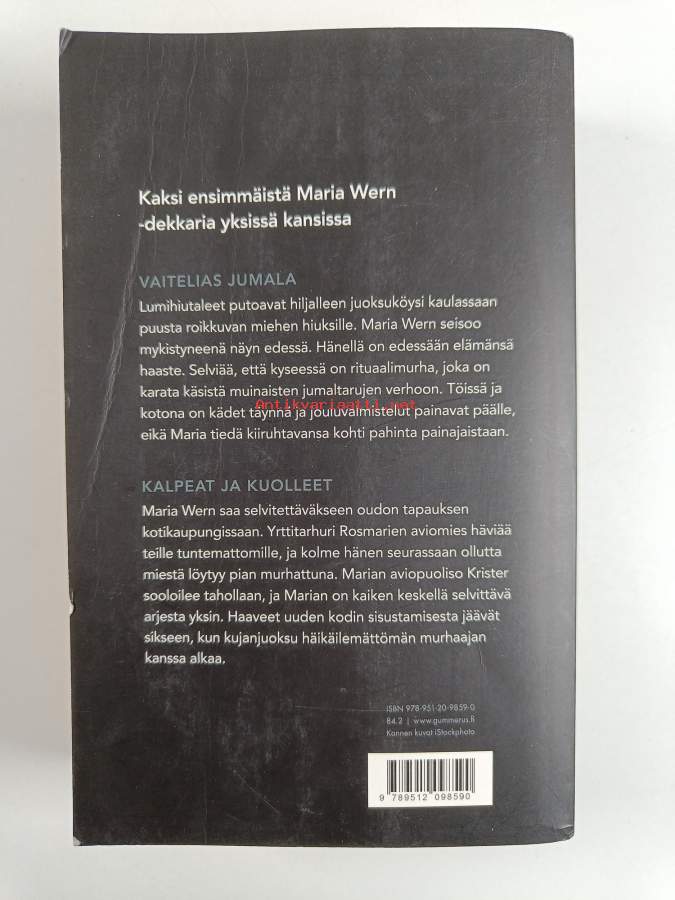 Kaksi ensimmäistä Maria Wern
-dekkaria yksissä kansissa
VAITELIAS JUMALA
Lumihiutaleet putoavat hiljalleen juoksuköysi kaulassaan
puusta roikkuvan miehen hiuksille. Maria Wern seisoo
mykistyneenä näyn edessä. Hänellä on edessään elämänsä
haaste. Selviää, että kyseessä on rituaalimurha, joka on
karata käsistä muinaisten jumaltarujen verhoon. Töissä ja
Antikvariaatti.net
kotona on kädet täynnä ja jouluvalmistelut painavat päälle,
eikä Maria tiedä kiiruhtavansa kohti pahinta painajaistaan.
KALPEAT JA KUOLLEET
Maria Wern saa selvitettäväkseen oudon tapauksen
kotikaupungissaan. Yrttitarhuri Rosmarien aviomies häviää
teille tuntemattomille, ja kolme hänen seurassaan ollutta
miestä löytyy pian murhattuna. Marian aviopuoliso Krister
sooloilee tahollaan, ja Marian on kaiken keskellä selvittävä
arjesta yksin. Haaveet uuden kodin sisustamisesta jäävät
sikseen, kun kujanjuoksu häikäilemättömän murhaajan
kanssa alkaa.
ISBN 978-951-20-9859-0
84.2 | www.gummerus.fi
Kannen kuvat iStockphoto
9 789512 098590